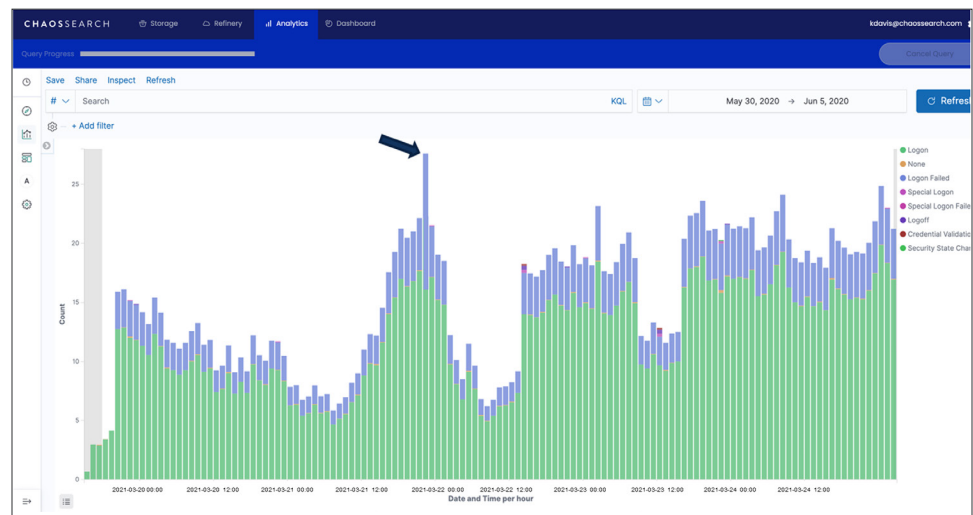 CHAOSSEARCH Storage Refinery Analytics Dashboard kdavis@chaossearch.com
Query Progress Cancel Query
Save Share Inspect Refresh
# Search KQL May 30, 2020 → Jun 5, 2020 Refresh
+ Add filter
Logon
None
Logon Failed
Special Logon
Special Logon Faile
Logoff
Credential Validatio
Security State Chan
A
25
20
15
10
5
0
Count
2021-03-20 00:00 2021-03-20 12:00 2021-03-21 00:00 2021-03-21 12:00 2021-03-22 00:00 2021-03-22 12:00 2021-03-23 00:00 2021-03-23 12:00 2021-03-24 00:00 2021-03-24 12:00
Date and Time per hour